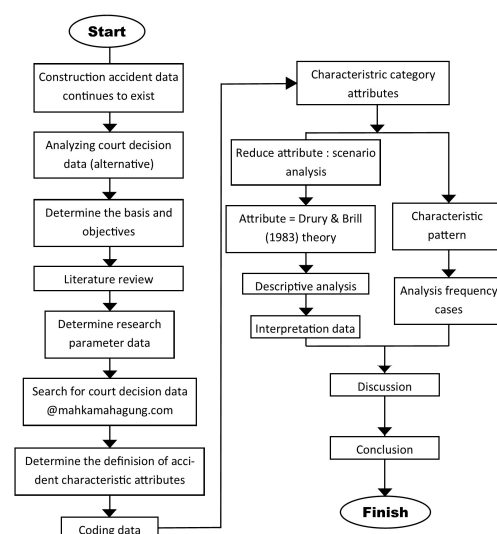 Start
Construction accident data
continues to exist
Analyzing court decision
data (alternative)
Determine the basis and
objectives
Literature review
Determine research
parameter data
Search for court decision data
@mahkamahagung.com
Determine the definision of acci-
dent characteristic attributes
Coding data
Characteristric category
attributes
Reduce attribute : scenario
analysis
Attribute = Drury & Brill
(1983) theory
Descriptive analysis
Interpretation data
Characteristic
pattern
Analysis frequency
cases
Discussion
Conclusion
Finish